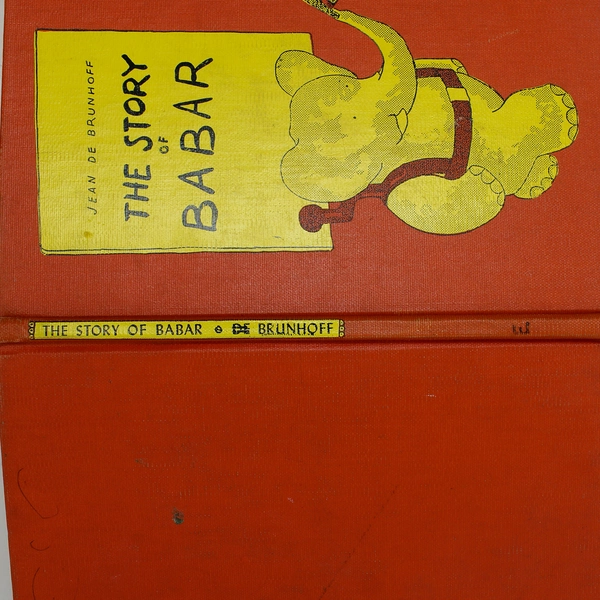 JEAN DE BRUNHOFF
THE STORY
OF
BABAR
THE STORY OF BABAR DE BRUNHOFF
E